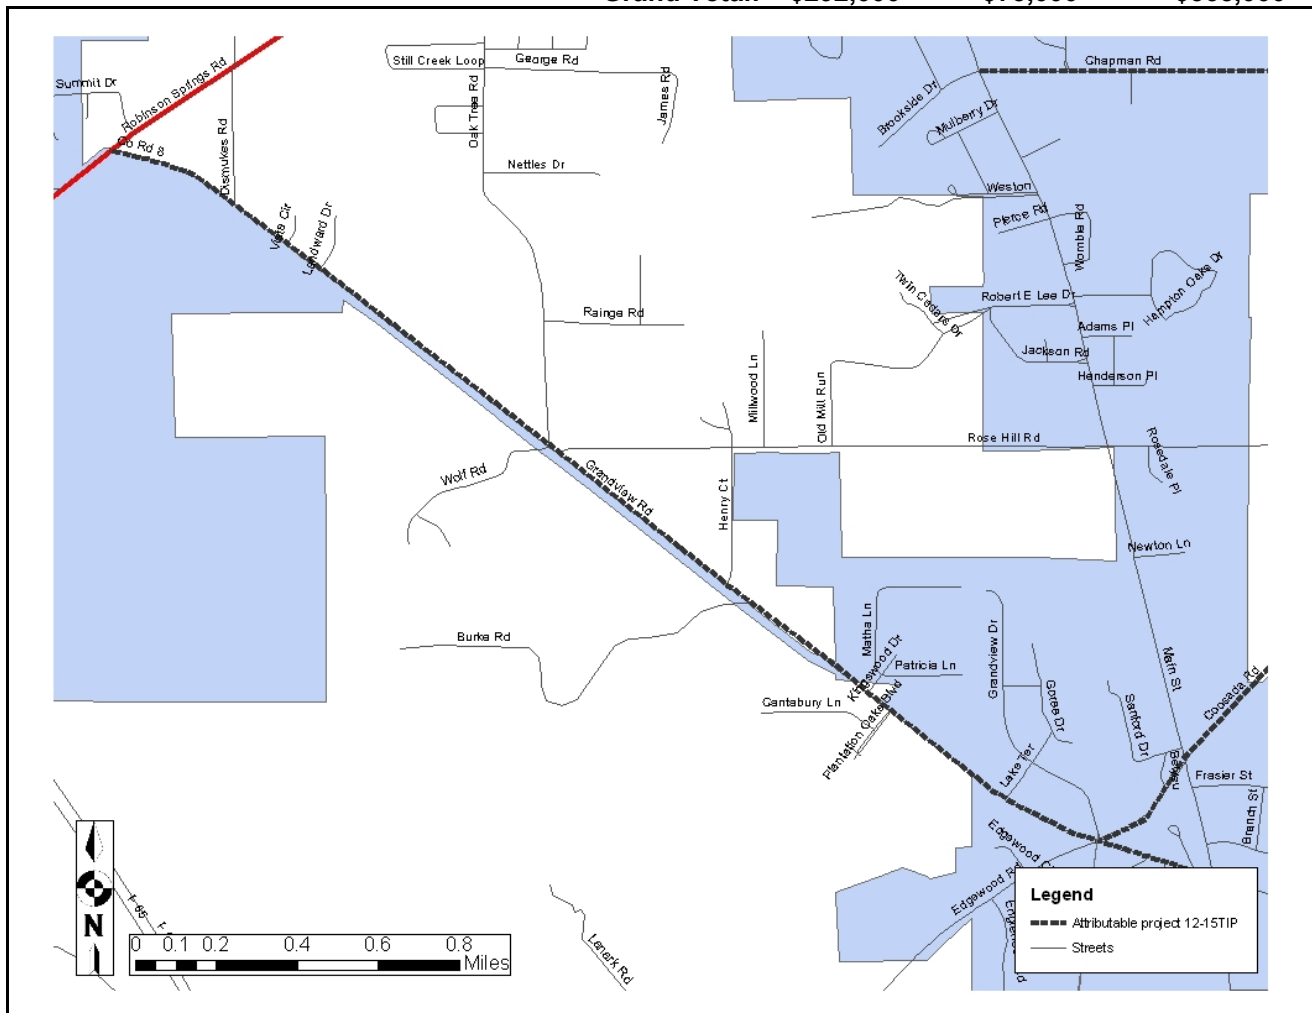 Summit Dr
Robinson Springs Rd
Co Rd 8
Dismukes Rd
Vista Cir
Landward Dr
Still Creek Loop
George Rd
James Rd
Oak Tree Rd
Nettles Dr
Rainge Rd
Chapman Rd
Brookside Dr
Mulberry Dr
Weston
Pierce Rd
Womble Rd
Twin Cedars Dr
Robert E Lee Dr
Hampton Oaks Dr
Adams Pl
Jackson Rd
Henderson Pl
Millwood Ln
Old Mill Run
Rose Hill Rd
Rosedale Pl
Wolf Rd
Grandview Rd
Henry Ct
Newton Ln
Burke Rd
Matha Ln
Kingswood Dr
Patricia Ln
Grandview Dr
Goree Dr
Main St
Coosada Rd
Sanford Dr
Cantabury Ln
Plantation Oaks Blvd
Lake Ter
Frasier St
Branch St
Edgewood
Edgewood Rd
Lanark Rd
I-65
N
0 0.1 0.2 0.4 0.6 0.8
Miles
Legend
Attributable project 12-15TIP
Streets